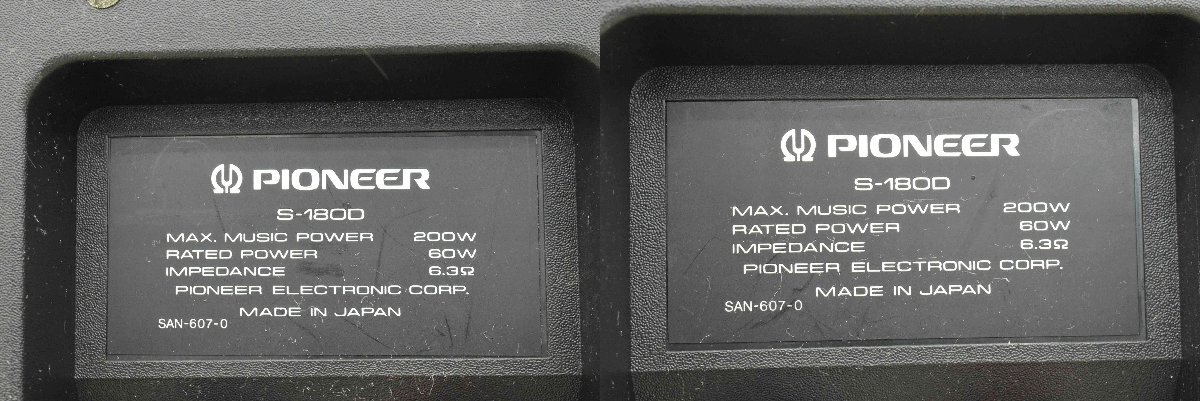 PIONEER
S-180D
MAX. MUSIC POWER 200W
RATED POWER 60W
IMPEDANCE 6.3Ω
PIONEER ELECTRONIC CORP.
MADE IN JAPAN
SAN-607-0
PIONEER
S-180D
MAX. MUSIC POWER 200W
RATED POWER 60W
IMPEDANCE 6.3Ω
PIONEER ELECTRONIC CORP.
MADE IN JAPAN
SAN-607-0